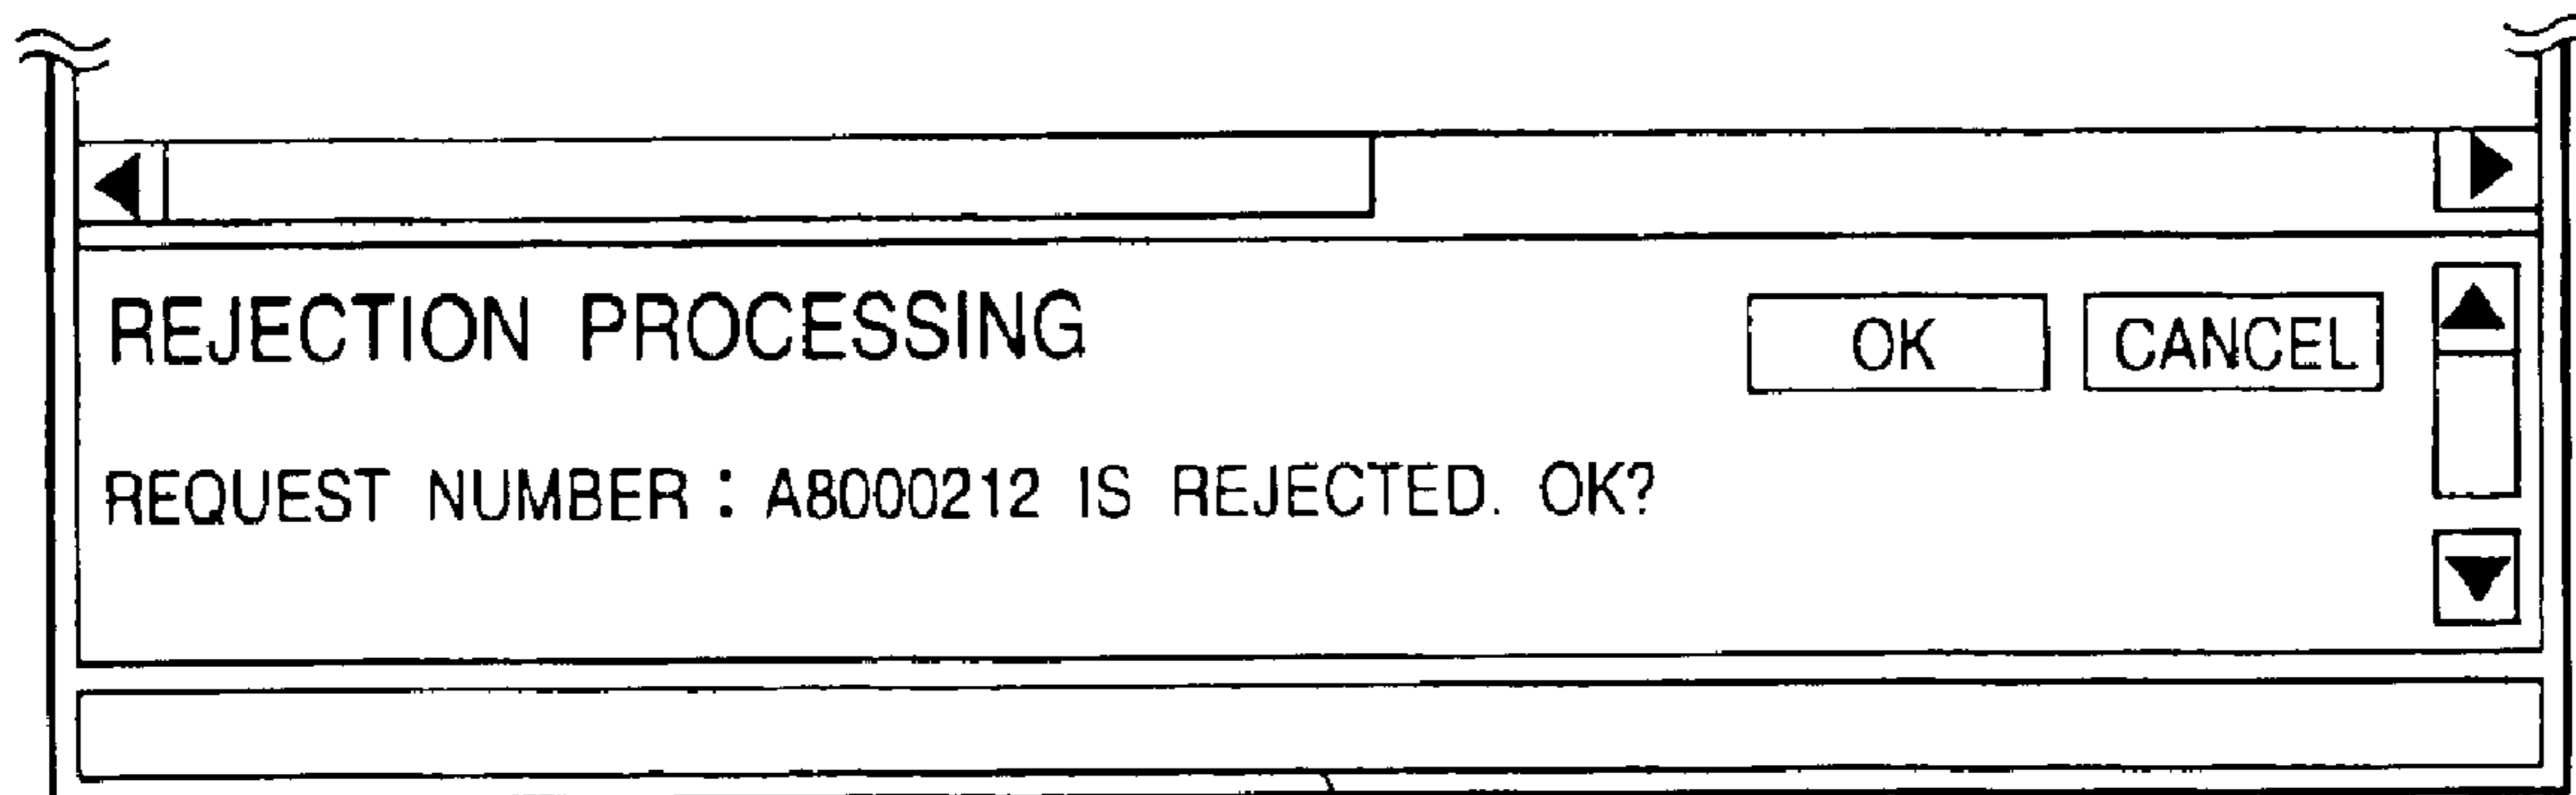 REJECTION PROCESSING
OK
CANCEL
REQUEST NUMBER : A8000212 IS REJECTED. OK?